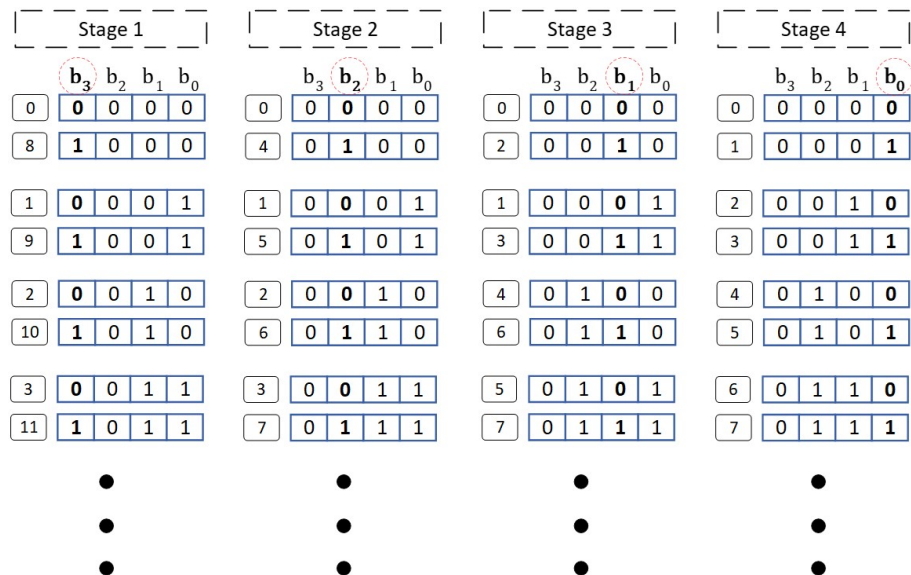 Stage 1 Stage 2 Stage 3 Stage 4
b₃ b₂ b₁ b₀ b₃ b₂ b₁ b₀ b₃ b₂ b₁ b₀ b₃ b₂ b₁ b₀
0 0 0 0 0 0 0 0 0 0 0 0 0 0 0 0 0 0 0 0
8 1 0 0 0 4 0 1 0 0 2 0 0 1 0 1 0 0 0 1
1 0 0 0 1 1 0 0 0 1 1 0 0 0 1 2 0 0 1 0
9 1 0 0 1 5 0 1 0 1 3 0 0 1 1 3 0 0 1 1
2 0 0 1 0 2 0 0 1 0 4 0 1 0 0 4 0 1 0 0
10 1 0 1 0 6 0 1 1 0 6 0 1 1 0 5 0 1 0 1
3 0 0 1 1 3 0 0 1 1 5 0 1 0 1 6 0 1 1 0
11 1 0 1 1 7 0 1 1 1 7 0 1 1 1 7 0 1 1 1